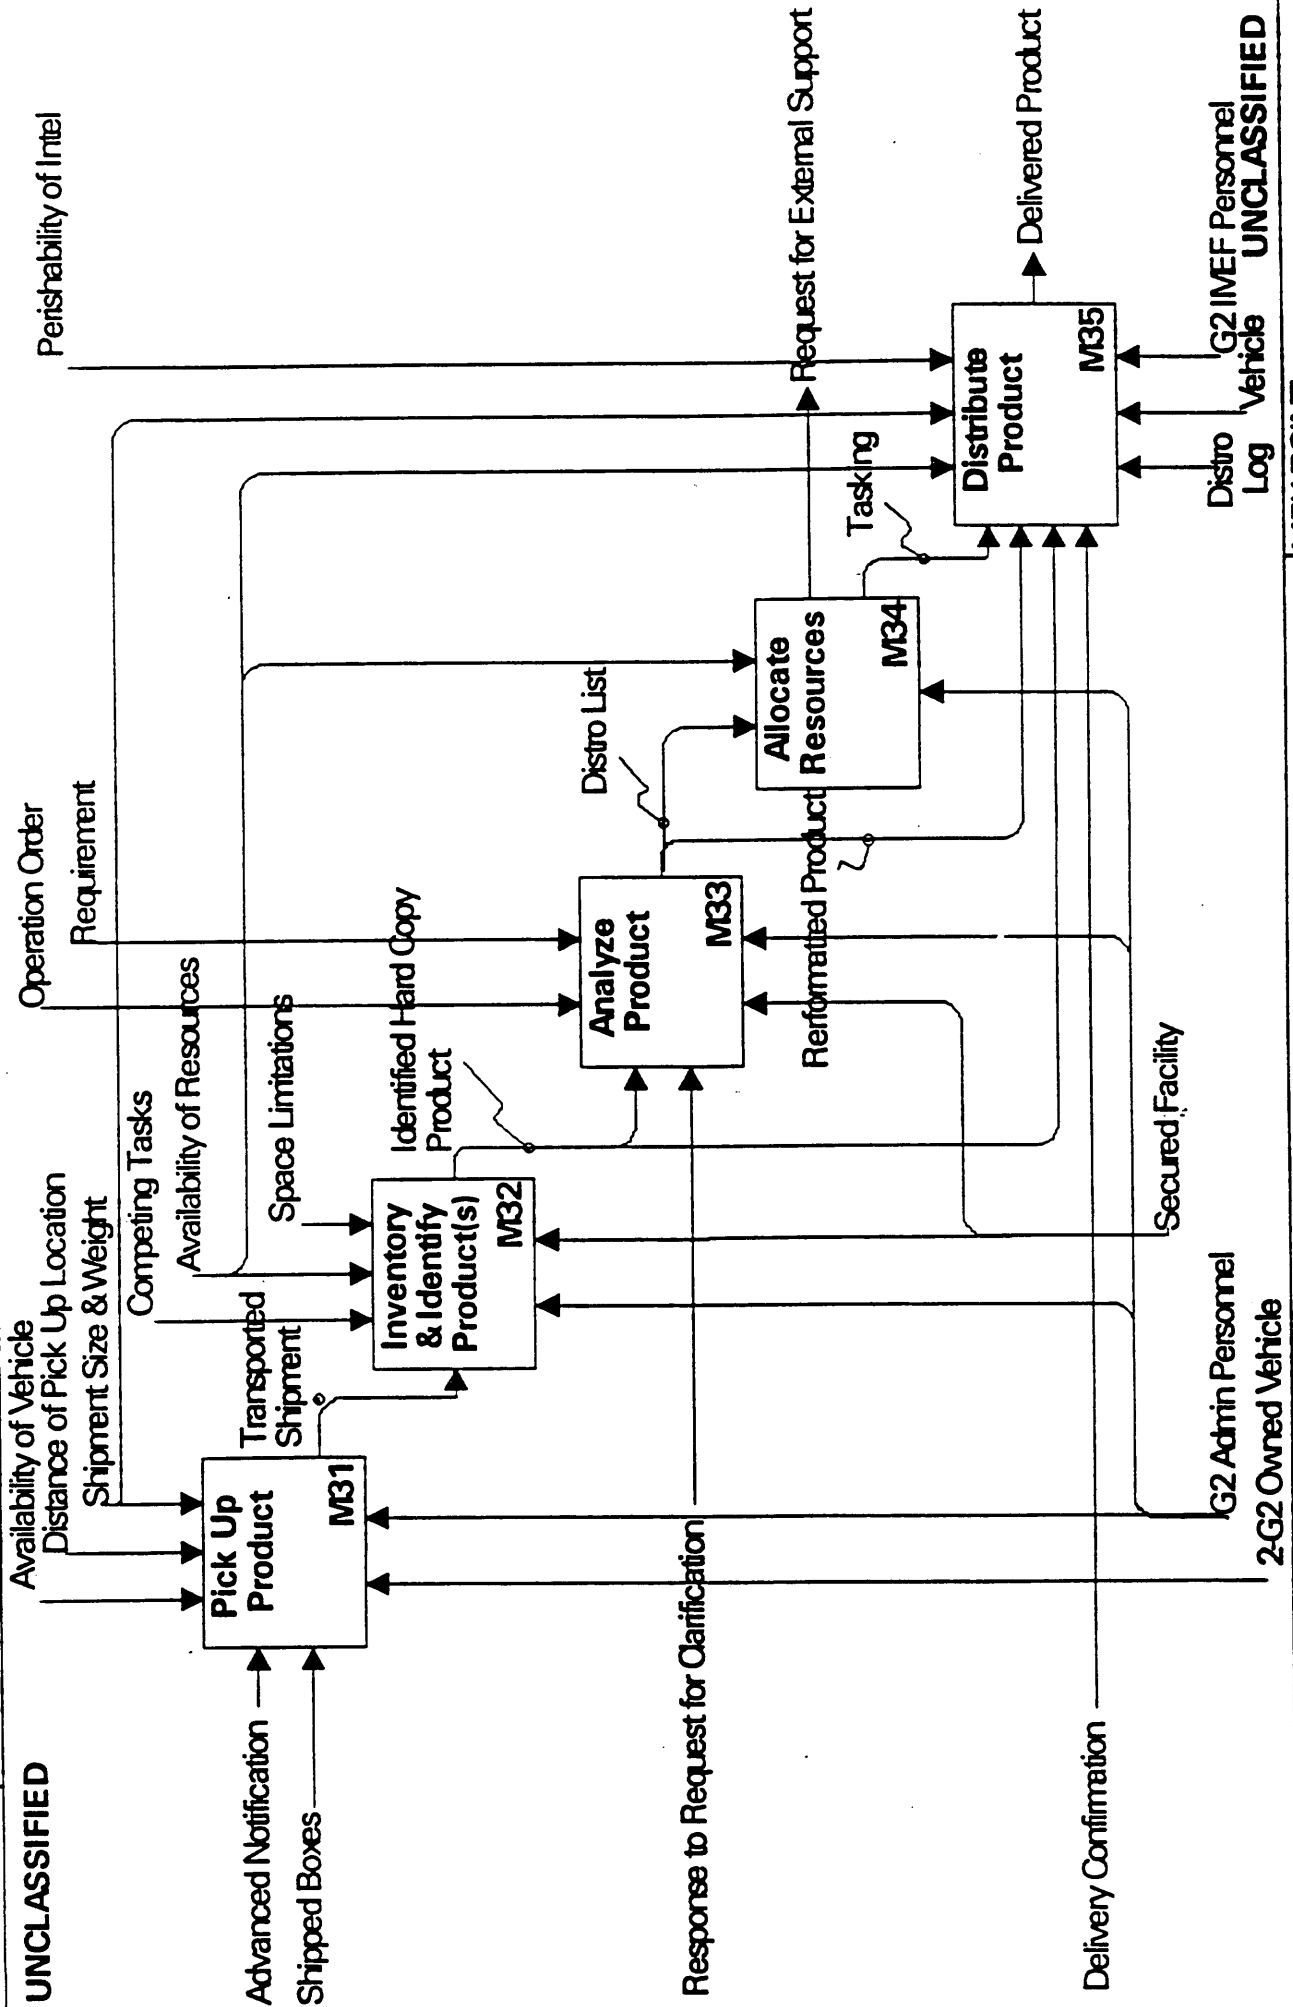 UNCLASSIFIED
Availability of Vehicle
Distance of Pick Up Location
Shipment Size & Weight
Competing Tasks
Availability of Resources
Space Limitations
Operation Order
Requirement
Perishability of Intel
Advanced Notification
Shipped Boxes
Pick Up
Product
M31
Transported
Shipment
Inventory
& Identify
Product(s)
M32
Identified Hard Copy
Product
Response to Request for Clarification
Analyze
Product
M33
Distro List
Reformatted Product
Allocate
Resources
M34
Request for External Support
Tasking
Distribute
Product
M35
Delivered Product
Delivery Confirmation
Secured Facility
G2 Admin Personnel
2-G2 Owned Vehicle
Distro
Log
Vehicle
G2 IMEF Personnel
UNCLASSIFIED